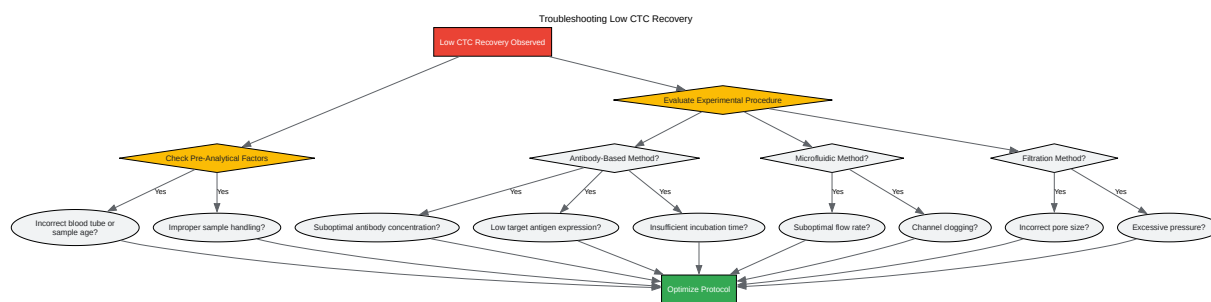 Troubleshooting Low CTC Recovery
Low CTC Recovery Observed
Evaluate Experimental Procedure
Check Pre-Analytical Factors
Antibody-Based Method?
Microfluidic Method?
Filtration Method?
Yes
Yes
Yes
Yes
Yes
Yes
Yes
Yes
Yes
Incorrect blood tube or
sample age?
Improper sample handling?
Suboptimal antibody concentration?
Low target antigen expression?
Insufficient incubation time?
Suboptimal flow rate?
Channel clogging?
Incorrect pore size?
Excessive pressure?
Optimize Protocol